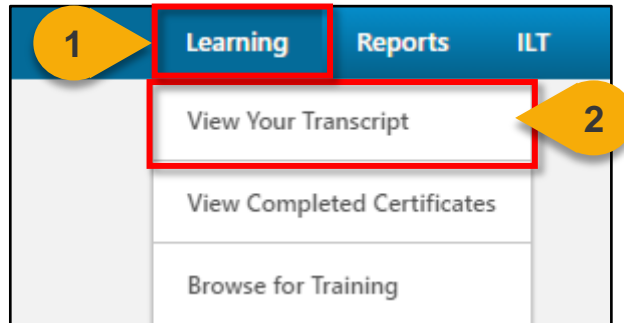 1 Learning Reports ILT
View Your Transcript 2
View Completed Certificates
Browse for Training